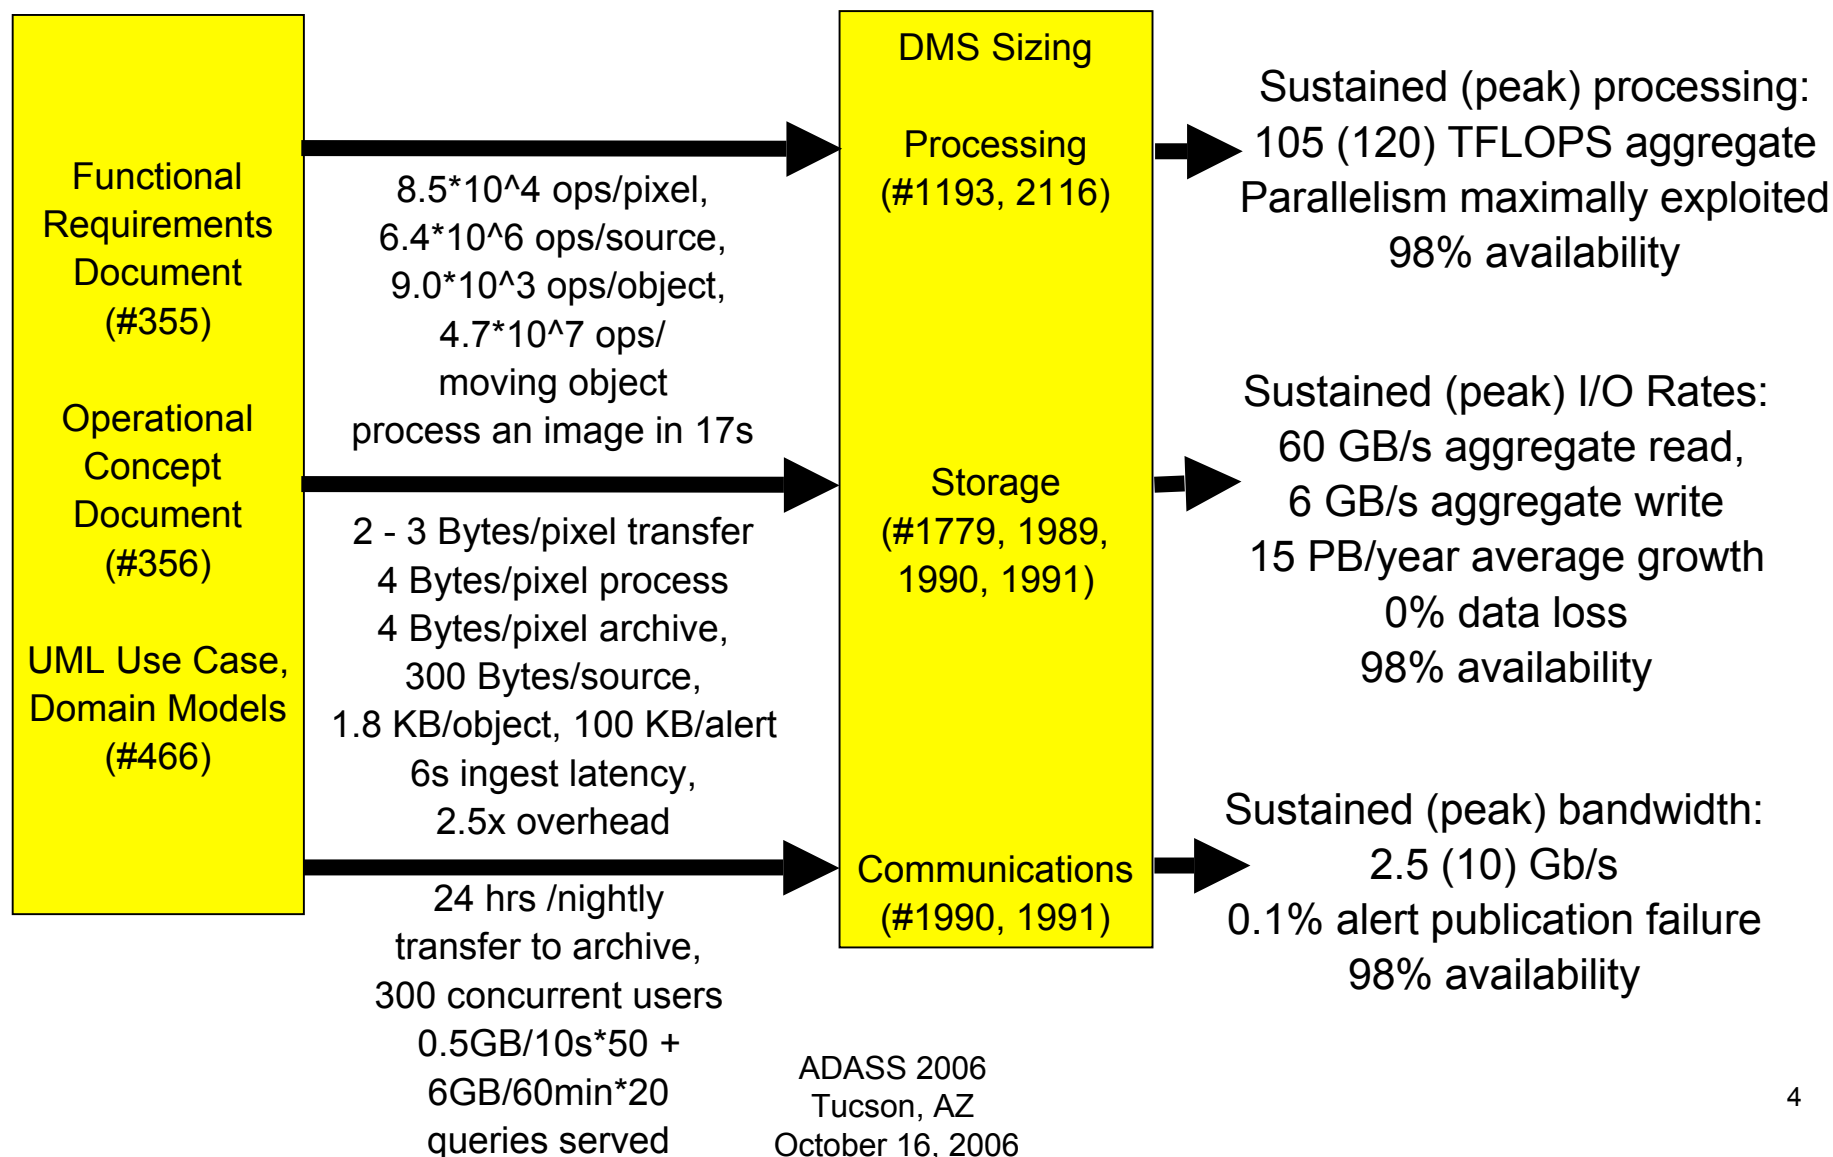 Functional
Requirements
Document
(#355)
Operational
Concept
Document
(#356)
UML Use Case,
Domain Models
(#466)
8.5*10^4 ops/pixel,
6.4*10^6 ops/source,
9.0*10^3 ops/object,
4.7*10^7 ops/
moving object
process an image in 17s
2 - 3 Bytes/pixel transfer
4 Bytes/pixel process
4 Bytes/pixel archive,
300 Bytes/source,
1.8 KB/object, 100 KB/alert
6s ingest latency,
2.5x overhead
24 hrs /nightly
transfer to archive,
300 concurrent users
0.5GB/10s*50 +
6GB/60min*20
queries served
DMS Sizing
Processing
(#1193, 2116)
Storage
(#1779, 1989,
1990, 1991)
Communications
(#1990, 1991)
Sustained (peak) processing:
105 (120) TFLOPS aggregate
Parallelism maximally exploited
98% availability
Sustained (peak) I/O Rates:
60 GB/s aggregate read,
6 GB/s aggregate write
15 PB/year average growth
0% data loss
98% availability
Sustained (peak) bandwidth:
2.5 (10) Gb/s
0.1% alert publication failure
98% availability
ADASS 2006
Tucson, AZ
October 16, 2006
4